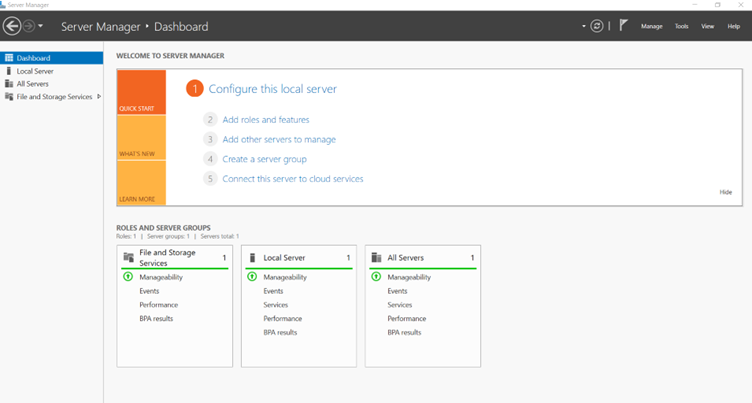 Server Manager
Server Manager • Dashboard
Manage Tools View Help
Dashboard
Local Server
All Servers
File and Storage Services
WELCOME TO SERVER MANAGER
QUICK START
WHAT'S NEW
LEARN MORE
1 Configure this local server
2 Add roles and features
3 Add other servers to manage
4 Create a server group
5 Connect this server to cloud services
Hide
ROLES AND SERVER GROUPS
Roles: 1 | Server groups: 1 | Servers total: 1
File and Storage
Services 1
Manageability
Events
Performance
BPA results
Local Server 1
Manageability
Events
Services
Performance
BPA results
All Servers 1
Manageability
Events
Services
Performance
BPA results